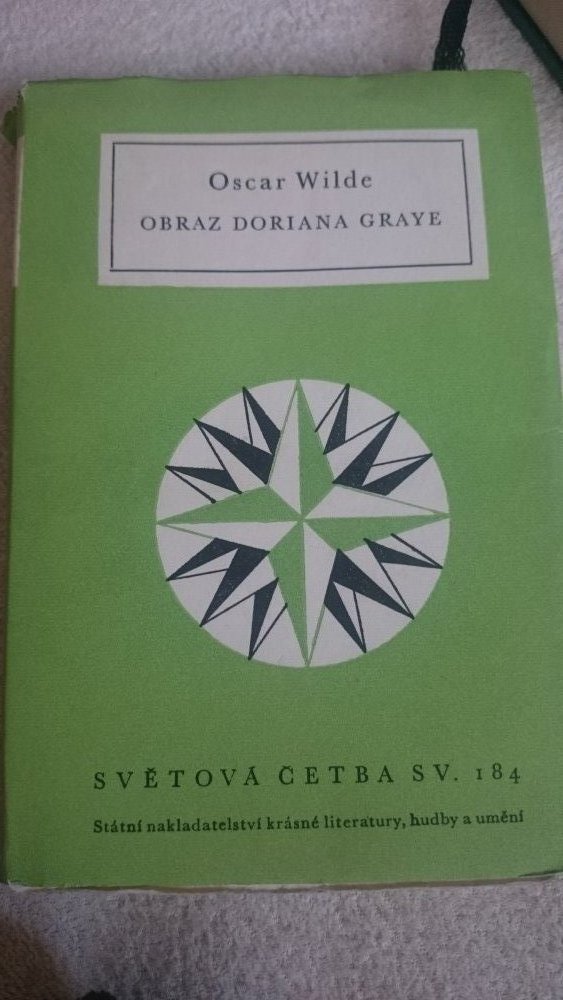 Oscar Wilde
OBRAZ DORIANA GRAYE
SVĚTOVÁ ČETBA SV. 184
Státní nakladatelství krásné literatury, hudby a umění